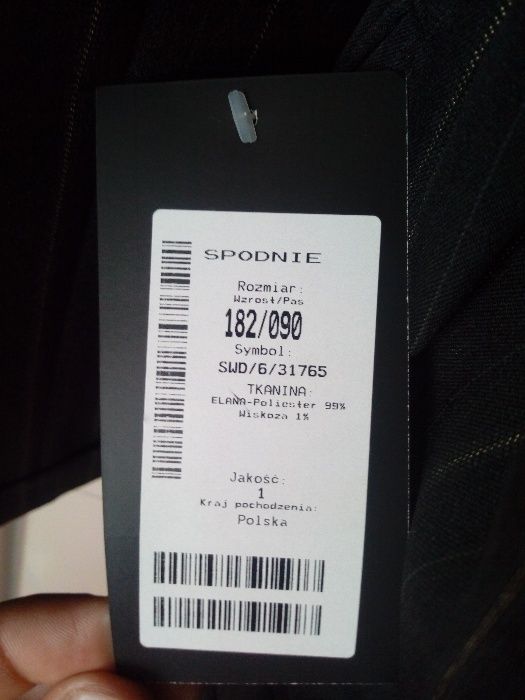 SPODNIE
Rozmiar:
Wzrost/Pas
182/090
Symbol:
SWD/6/31765
TKANINA:
ELANA-Poliester 99%
Wiskoza 1%
Jakość:
1
Kraj pochodzenia:
Polska